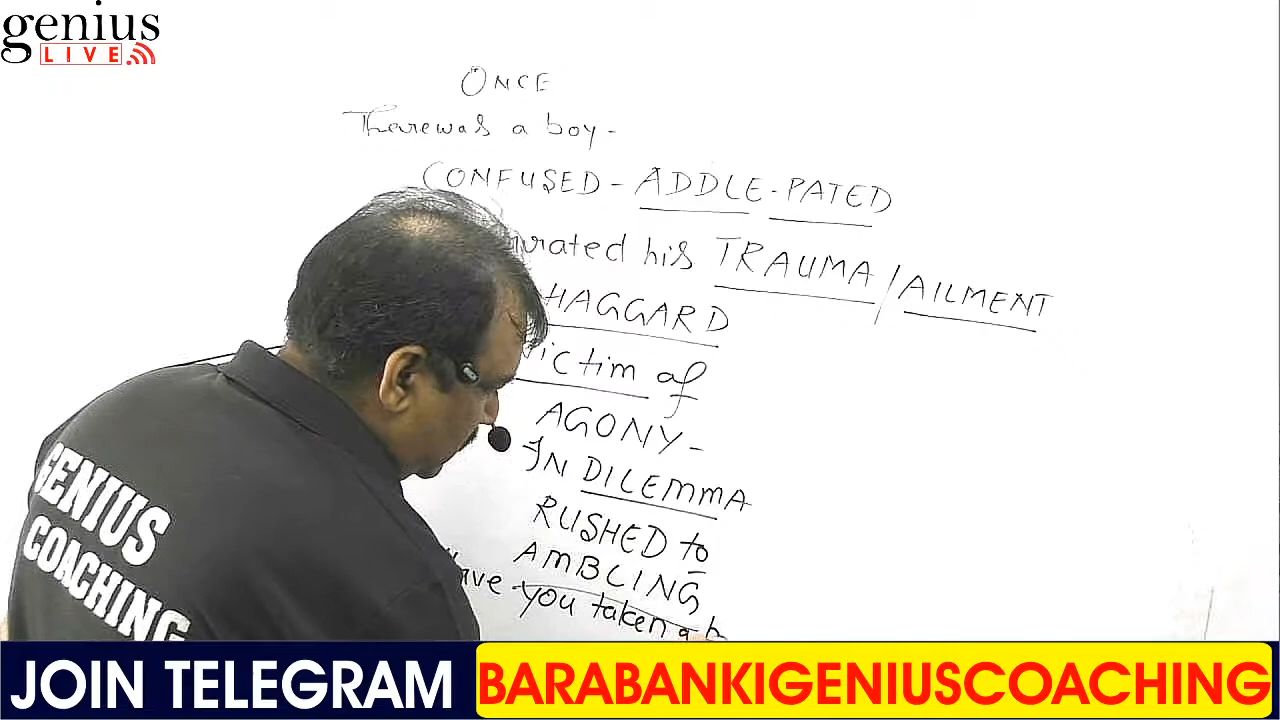 genius
LIVE
ONCE
There was a boy -
CONFUSED - ADDLE - PATED
his TRAUMA / AILMENT
HAGGARD
victim of
AGONY -
IN DILEMMA
RUSHED to
AMBLING
you taken a
GENIUS
COACHING
JOIN TELEGRAM BARABANKIGENIUSCOACHING